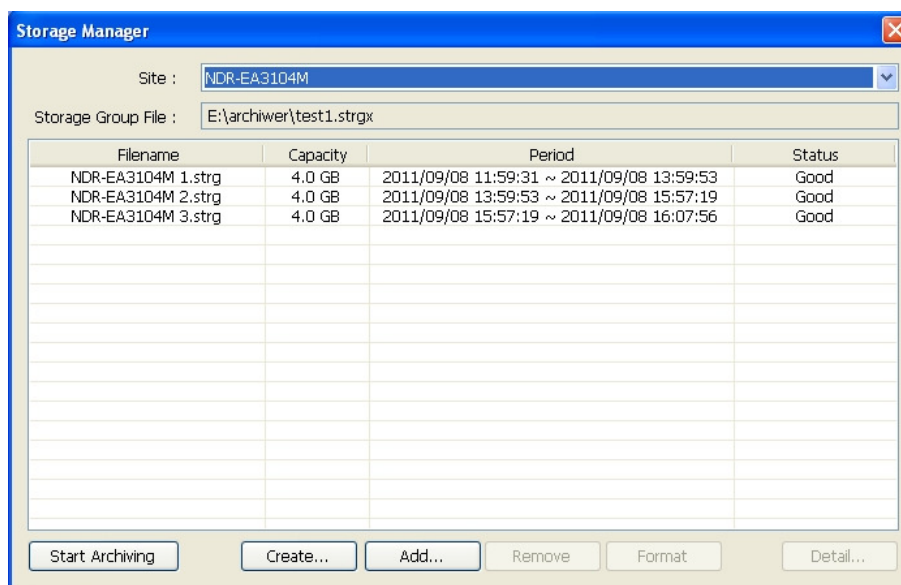 Storage Manager
Site : NDR-EA3104M
Storage Group File : E:\archiwer\test1.strgx
Filename Capacity Period Status
NDR-EA3104M 1.strg 4.0 GB 2011/09/08 11:59:31 ~ 2011/09/08 13:59:53 Good
NDR-EA3104M 2.strg 4.0 GB 2011/09/08 13:59:53 ~ 2011/09/08 15:57:19 Good
NDR-EA3104M 3.strg 4.0 GB 2011/09/08 15:57:19 ~ 2011/09/08 16:07:56 Good
Start Archiving Create... Add... Remove Format Detail...